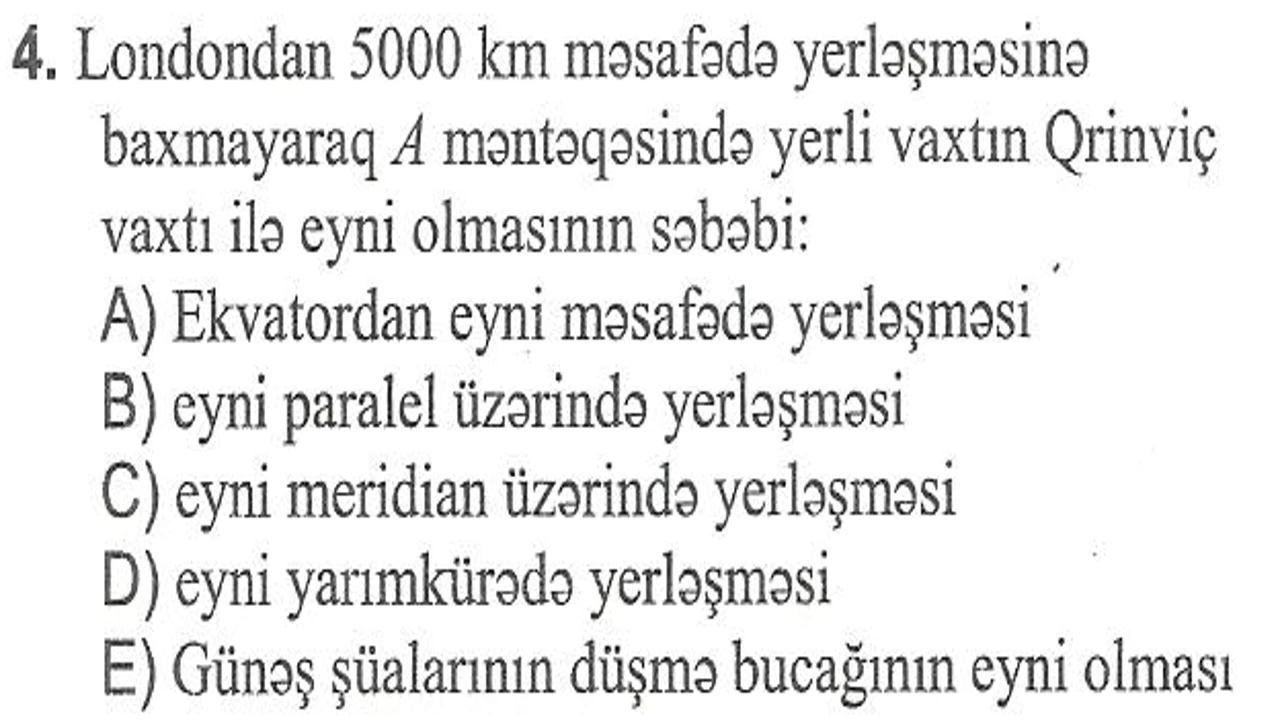 4. Londondan 5000 km məsafədə yerləşməsinə
baxmayaraq A məntəqəsində yerli vaxtın Qrinviç
vaxtı ilə eyni olmasının səbəbi:
A) Ekvatordan eyni məsafədə yerləşməsi
B) eyni paralel üzərində yerləşməsi
C) eyni meridian üzərində yerləşməsi
D) eyni yarımkürədə yerləşməsi
E) Günəş şüalarının düşmə bucağının eyni olması